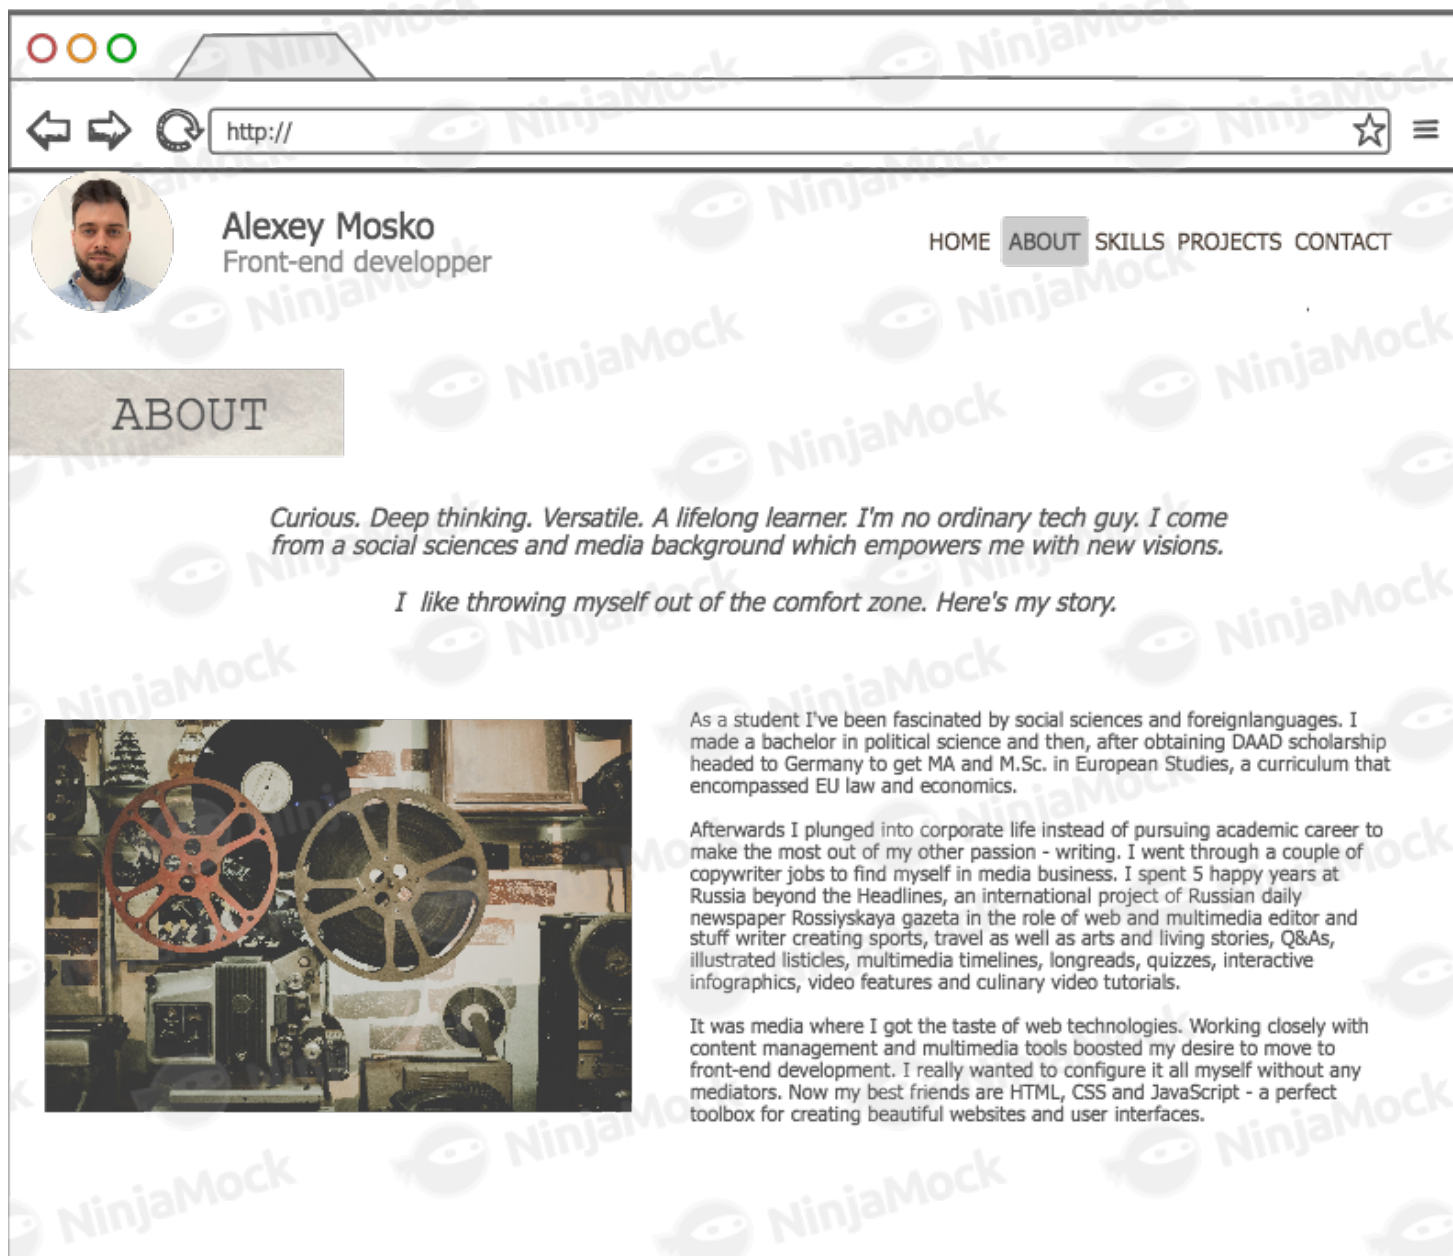 http://
Alexey Mosko
Front-end developper
HOME ABOUT SKILLS PROJECTS CONTACT
ABOUT
Curious. Deep thinking. Versatile. A lifelong learner. I'm no ordinary tech guy. I come
from a social sciences and media background which empowers me with new visions.
I  like throwing myself out of the comfort zone. Here's my story.
As a student I've been fascinated by social sciences and foreignlanguages. I
made a bachelor in political science and then, after obtaining DAAD scholarship
headed to Germany to get MA and M.Sc. in European Studies, a curriculum that
encompassed EU law and economics.
Afterwards I plunged into corporate life instead of pursuing academic career to
make the most out of my other passion - writing. I went through a couple of
copywriter jobs to find myself in media business. I spent 5 happy years at
Russia beyond the Headlines, an international project of Russian daily
newspaper Rossiyskaya gazeta in the role of web and multimedia editor and
stuff writer creating sports, travel as well as arts and living stories, Q&As,
illustrated listicles, multimedia timelines, longreads, quizzes, interactive
infographics, video features and culinary video tutorials.
It was media where I got the taste of web technologies. Working closely with
content management and multimedia tools boosted my desire to move to
front-end development. I really wanted to configure it all myself without any
mediators. Now my best friends are HTML, CSS and JavaScript - a perfect
toolbox for creating beautiful websites and user interfaces.
NinjaMock